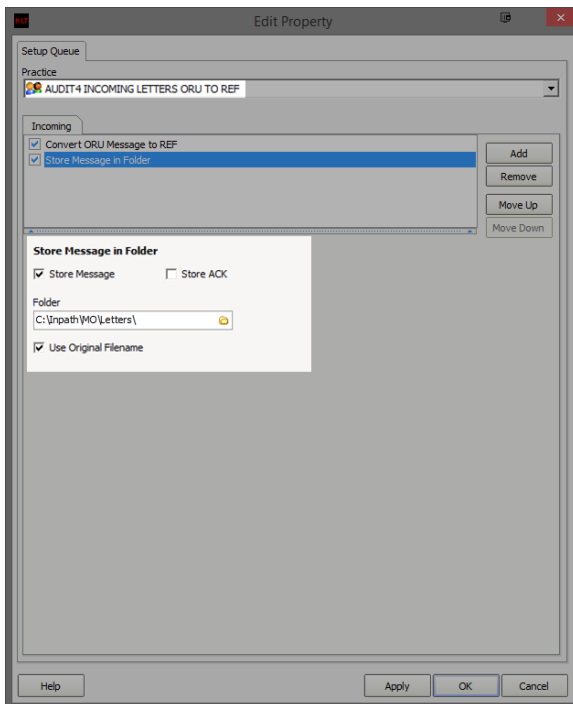 Edit Property
Setup Queue
Practice
AUDIT4 INCOMING LETTERS ORU TO REF
Incoming
Convert ORU Message to REF
Store Message in Folder
Add
Remove
Move Up
Move Down
Store Message in Folder
Store Message
Store ACK
Folder
C:\Inpath\MO\Letters\
Use Original Filename
Help
Apply
OK
Cancel